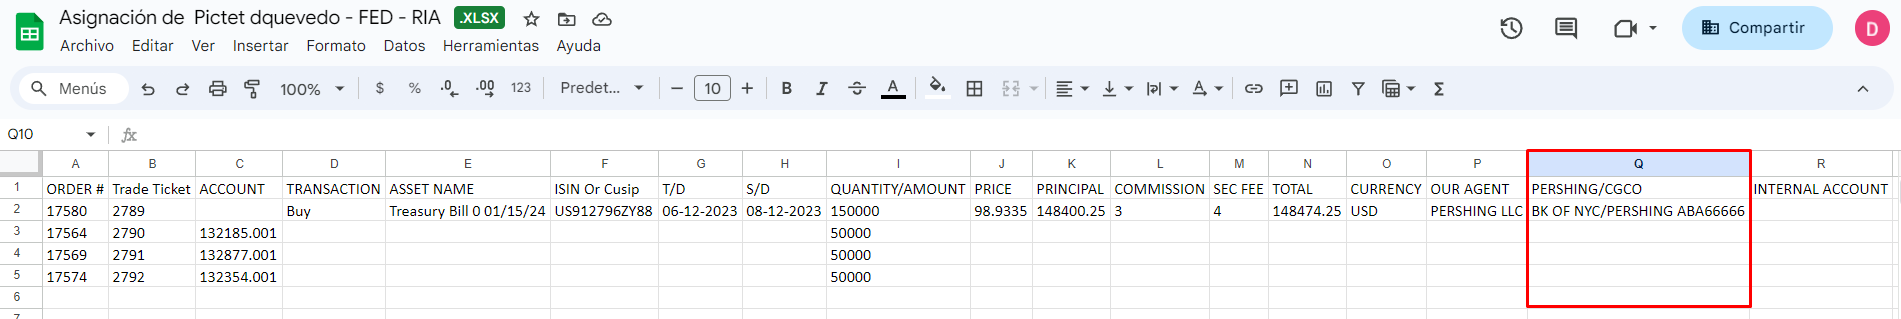 Asignación de  Pictet dquevedo - FED - RIA .XLSX
Archivo Editar Ver Insertar Formato Datos Herramientas Ayuda
Compartir
D
Menús 100% $ % .0 .00 123 Predet... 10 B I A
Q10 fx
A B C D E F G H I J K L M N O P Q R
1 ORDER # Trade Ticket ACCOUNT TRANSACTION ASSET NAME ISIN Or Cusip T/D S/D QUANTITY/AMOUNT PRICE PRINCIPAL COMMISSION SEC FEE TOTAL CURRENCY OUR AGENT PERSHING/CGCO INTERNAL ACCOUNT
2 17580 2789 Buy Treasury Bill 0 01/15/24 US912796ZY88 06-12-2023 08-12-2023 150000 98.9335 148400.25 3 4 148474.25 USD PERSHING LLC BK OF NYC/PERSHING ABA66666
3 17564 2790 132185.001 50000
4 17569 2791 132877.001 50000
5 17574 2792 132354.001 50000
6
7